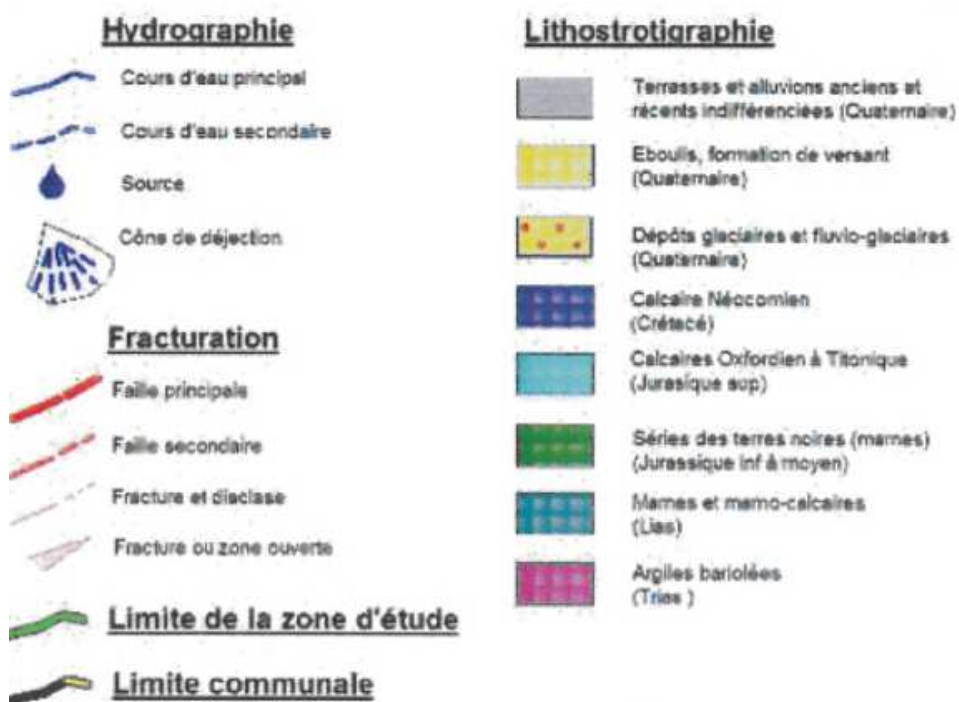 Hydrographie
Cours d'eau principal
Cours d'eau secondaire
Source
Cône de déjection
Fracturation
Faille principale
Faille secondaire
Fracture et diaclase
Fracture ou zone ouverte
Limite de la zone d'étude
Limite communale
Lithostrotigraphie
Terrasses et alluvions anciens et
récents indifférenciées (Quaternaire)
Eboulis, formation de versant
(Quaternaire)
Dépôts glaciaires et fluvio-glaciaires
(Quaternaire)
Calcaire Néocomien
(Crétacé)
Calcaires Oxfordien à Titonique
(Jurasique sup)
Séries des terres noires (marnes)
(Jurassique inf à moyen)
Marnes et marno-calcaires
(Lias)
Argiles bariolées
(Trias )